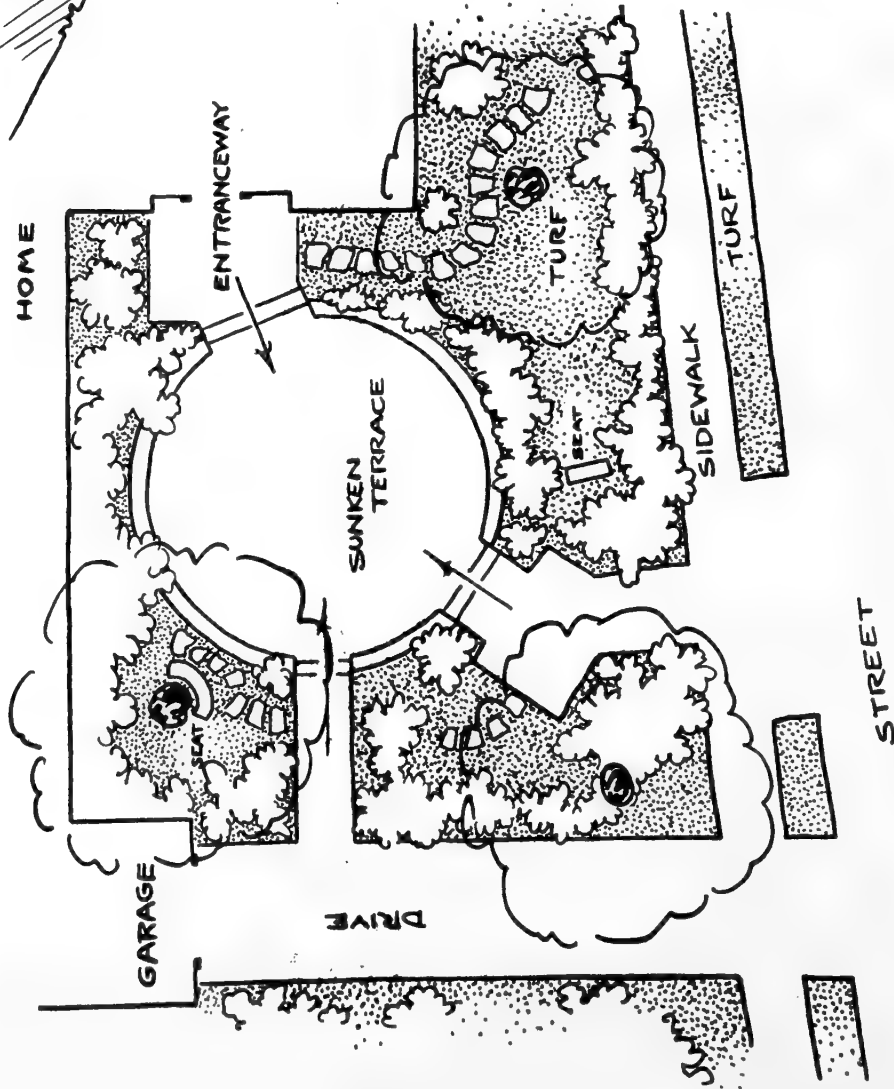 HOME
ENTRANCEWAY
SUNKEN
TERRACE
TURF
TURF
SEAT
SIDEWALK
SEAT
STREET
GARAGE
DRIVE